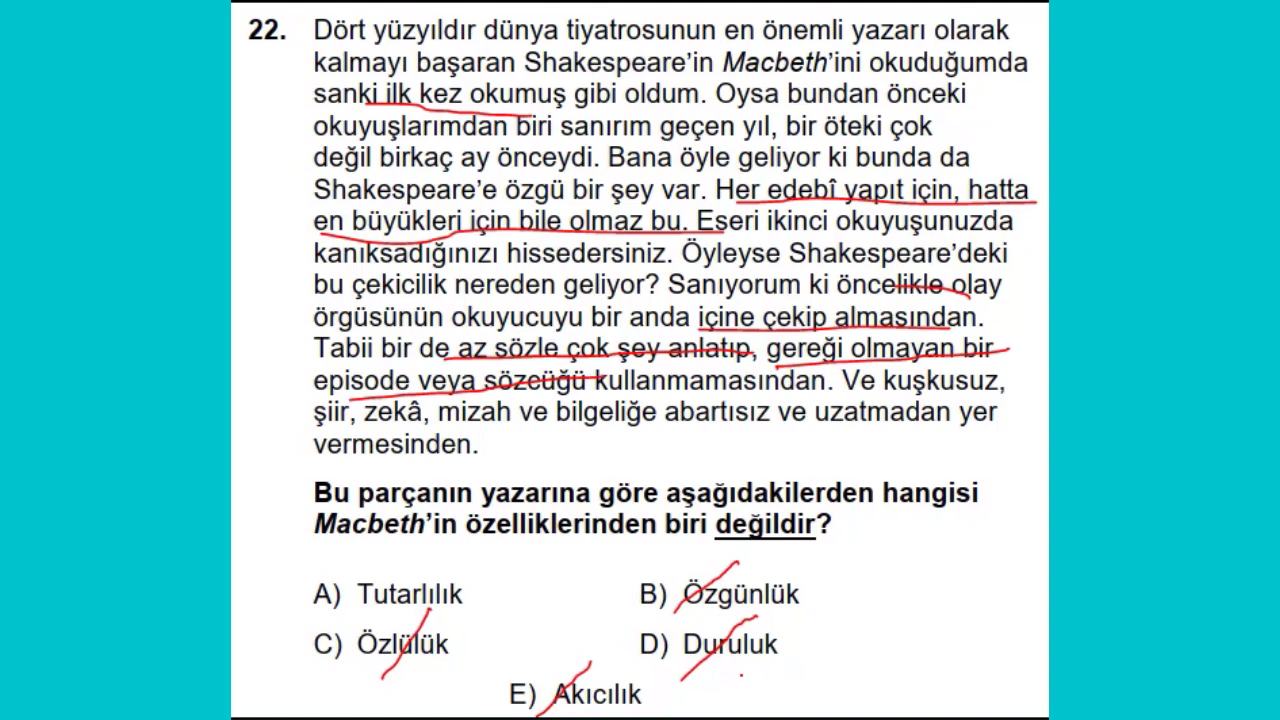 22. Dört yüzyıldır dünya tiyatrosunun en önemli yazarı olarak
kalmayı başaran Shakespeare’in Macbeth’ini okuduğumda
sanki ilk kez okumuş gibi oldum. Oysa bundan önceki
okuyuşlarımdan biri sanırım geçen yıl, bir öteki çok
değil birkaç ay önceydi. Bana öyle geliyor ki bunda da
Shakespeare’e özgü bir şey var. Her edebî yapıt için, hatta
en büyükleri için bile olmaz bu. Eseri ikinci okuyuşunuzda
kanıksadığınızı hissedersiniz. Öyleyse Shakespeare’deki
bu çekicilik nereden geliyor? Sanıyorum ki öncelikle olay
örgüsünün okuyucuyu bir anda içine çekip almasından.
Tabii bir de az sözle çok şey anlatıp, gereği olmayan bir
episode veya sözcüğü kullanmamasından. Ve kuşkusuz,
şiir, zekâ, mizah ve bilgeliğe abartısız ve uzatmadan yer
vermesinden.
Bu parçanın yazarına göre aşağıdakilerden hangisi
Macbeth’in özelliklerinden biri değildir?
A) Tutarlılık B) Özgünlük
C) Özlülük D) Duruluk
E) Akıcılık